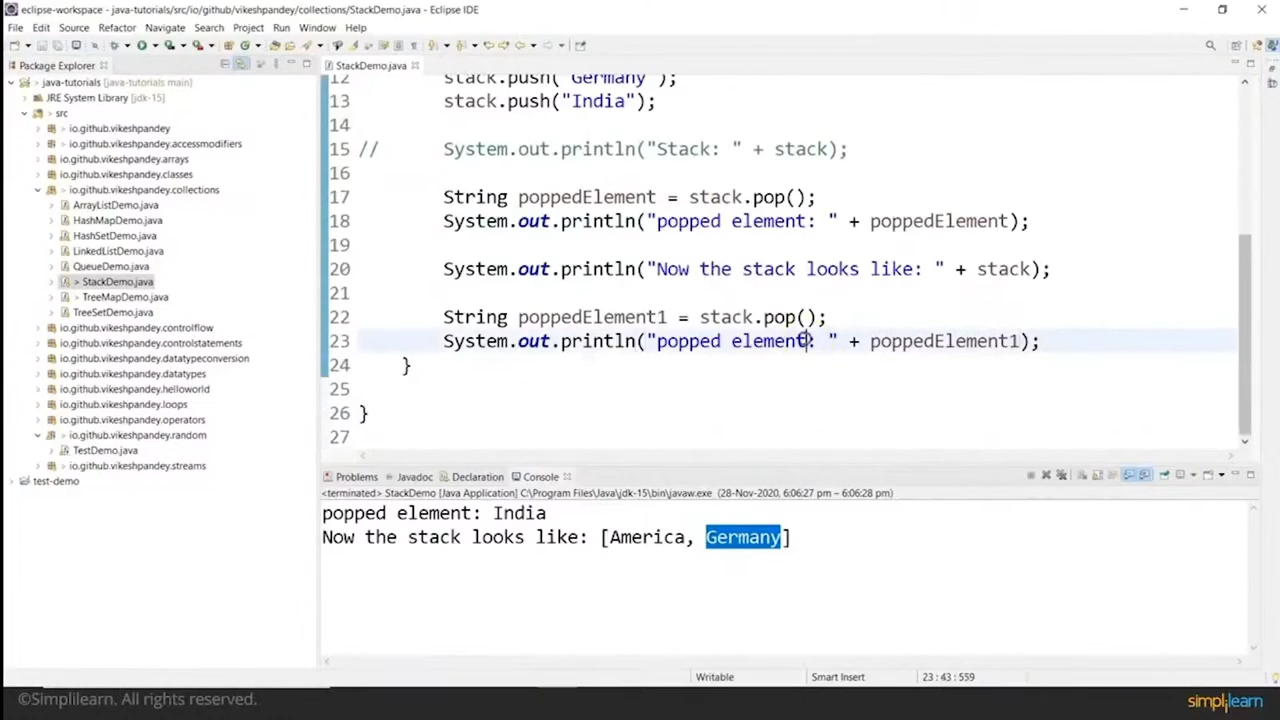 eclipse-workspace - java-tutorials/src/io/github/vikeshpandey/collections/StackDemo.java - Eclipse IDE
File Edit Source Refactor Navigate Search Project Run Window Help
Package Explorer
StackDemo.java
java-tutorials (java-tutorials main)
JRE System Library [jdk-15]
src
> io.github.vikeshpandey
> io.github.vikeshpandey.accessmodifiers
io.github.vikeshpandey.arrays
io.github.vikeshpandey.classes
> io.github.vikeshpandey.collections
ArrayListDemo.java
HashMapDemo.java
HashSetDemo.java
LinkedListDemo.java
QueueDemo.java
> StackDemo.java
> TreeMapDemo.java
TreeSetDemo.java
io.github.vikeshpandey.controlflow
io.github.vikeshpandey.controlstatements
io.github.vikeshpandey.datatypeconversion
io.github.vikeshpandey.datatypes
io.github.vikeshpandey.helloworld
io.github.vikeshpandey.loops
io.github.vikeshpandey.operators
> io.github.vikeshpandey.random
TestDemo.java
> io.github.vikeshpandey.streams
test-demo
12 stack.push("Germany");
13 stack.push("India");
14
15 // System.out.println("Stack: " + stack);
16
17 String poppedElement = stack.pop();
18 System.out.println("popped element: " + poppedElement);
19
20 System.out.println("Now the stack looks like: " + stack);
21
22 String poppedElement1 = stack.pop();
23 System.out.println("popped element: " + poppedElement1);
24 }
25
26 }
27
Problems Javadoc Declaration Console
<terminated> StackDemo [Java Application] C:\Program Files\Java\jdk-15\bin\javaw.exe (28-Nov-2020, 6:06:27 pm – 6:06:28 pm)
popped element: India
Now the stack looks like: [America, Germany]
Writable Smart Insert 23 : 43 : 559
©Simplilearn. All rights reserved.
simplilearn